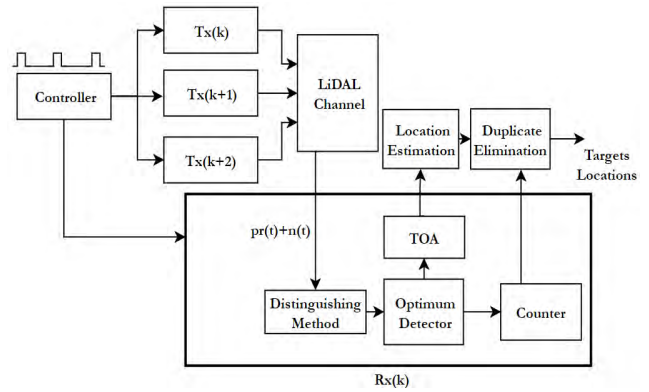 Tx(k)
Controller
Tx(k+1)
Tx(k+2)
LiDAL
Channel
Location
Estimation
Duplicate
Elimination
Targets
Locations
pr(t)+n(t)
TOA
Distinguishing
Method
Optimum
Detector
Counter
Rx(k)